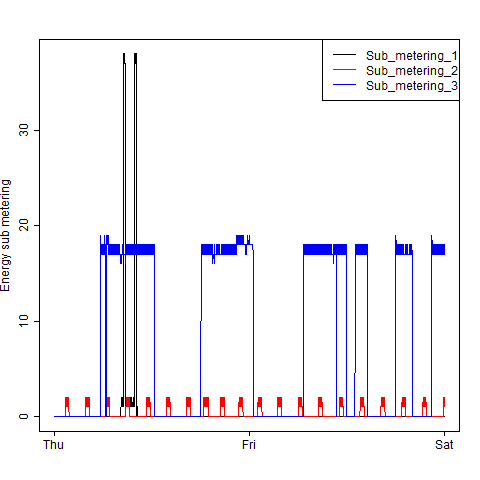 Sub_metering_1
Sub_metering_2
Sub_metering_3
Energy sub metering
30
20
10
0
Thu
Fri
Sat